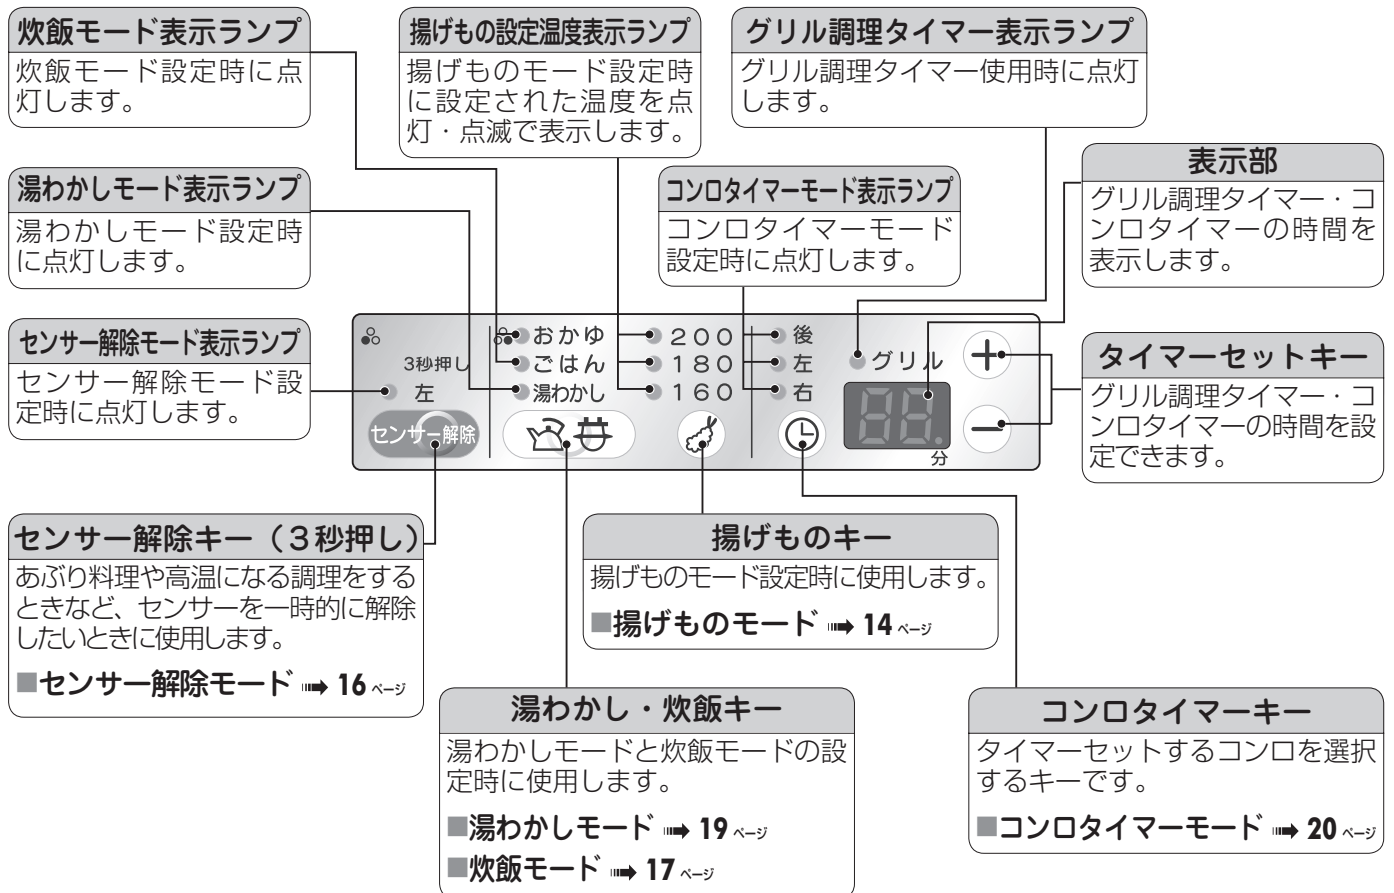 炊飯モード表示ランプ
炊飯モード設定時に点
灯します。
揚げもの設定温度表示ランプ
揚げものモード設定時
に設定された温度を点
灯・点滅で表示します。
グリル調理タイマー表示ランプ
グリル調理タイマー使用時に点灯
します。
湯わかしモード表示ランプ
湯わかしモード設定時
に点灯します。
コンロタイマーモード表示ランプ
コンロタイマーモード
設定時に点灯します。
表示部
グリル調理タイマー・コ
ンロタイマーの時間を
表示します。
センサー解除モード表示ランプ
センサー解除モード設
定時に点灯します。
3秒押し
左
センサー解除
おかゆ
ごはん
湯わかし
200
180
160
後
左
右
グリル
88.
分
+
−
タイマーセットキー
グリル調理タイマー・コ
ンロタイマーの時間を設
定できます。
センサー解除キー（3秒押し）
あぶり料理や高温になる調理をする
ときなど、センサーを一時的に解除
したいときに使用します。
■センサー解除モード ➡ 16 ページ
揚げものキー
揚げものモード設定時に使用します。
■揚げものモード ➡ 14 ページ
湯わかし・炊飯キー
湯わかしモードと炊飯モードの設
定時に使用します。
■湯わかしモード ➡ 19 ページ
■炊飯モード ➡ 17 ページ
コンロタイマーキー
タイマーセットするコンロを選択
するキーです。
■コンロタイマーモード ➡ 20 ページ